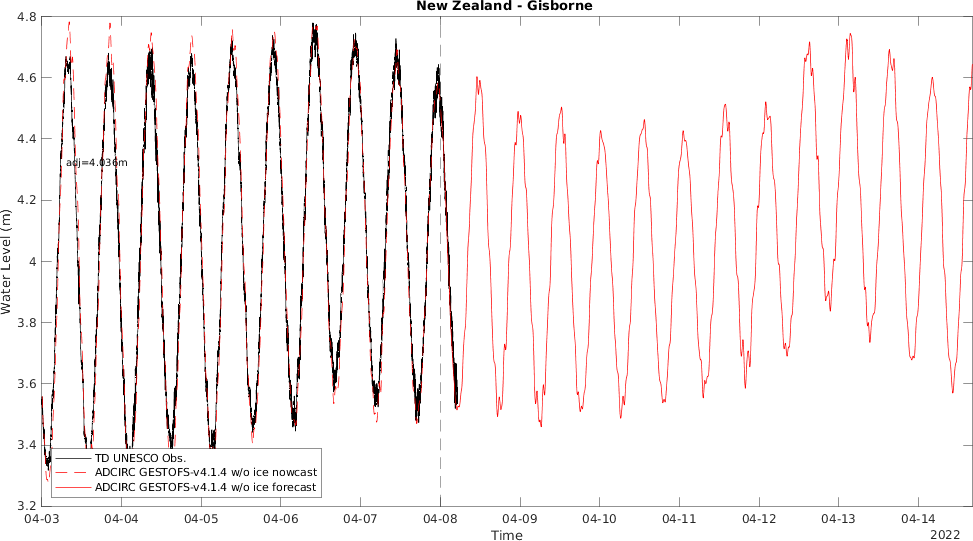 New Zealand - Gisborne
Water Level (m)
4.8
4.6
4.4
4.2
4
3.8
3.6
3.4
3.2
adj=4.036m
TD UNESCO Obs.
ADCIRC GESTOFS-v4.1.4 w/o ice nowcast
ADCIRC GESTOFS-v4.1.4 w/o ice forecast
04-03 04-04 04-05 04-06 04-07 04-08 04-09 04-10 04-11 04-12 04-13 04-14
Time
2022